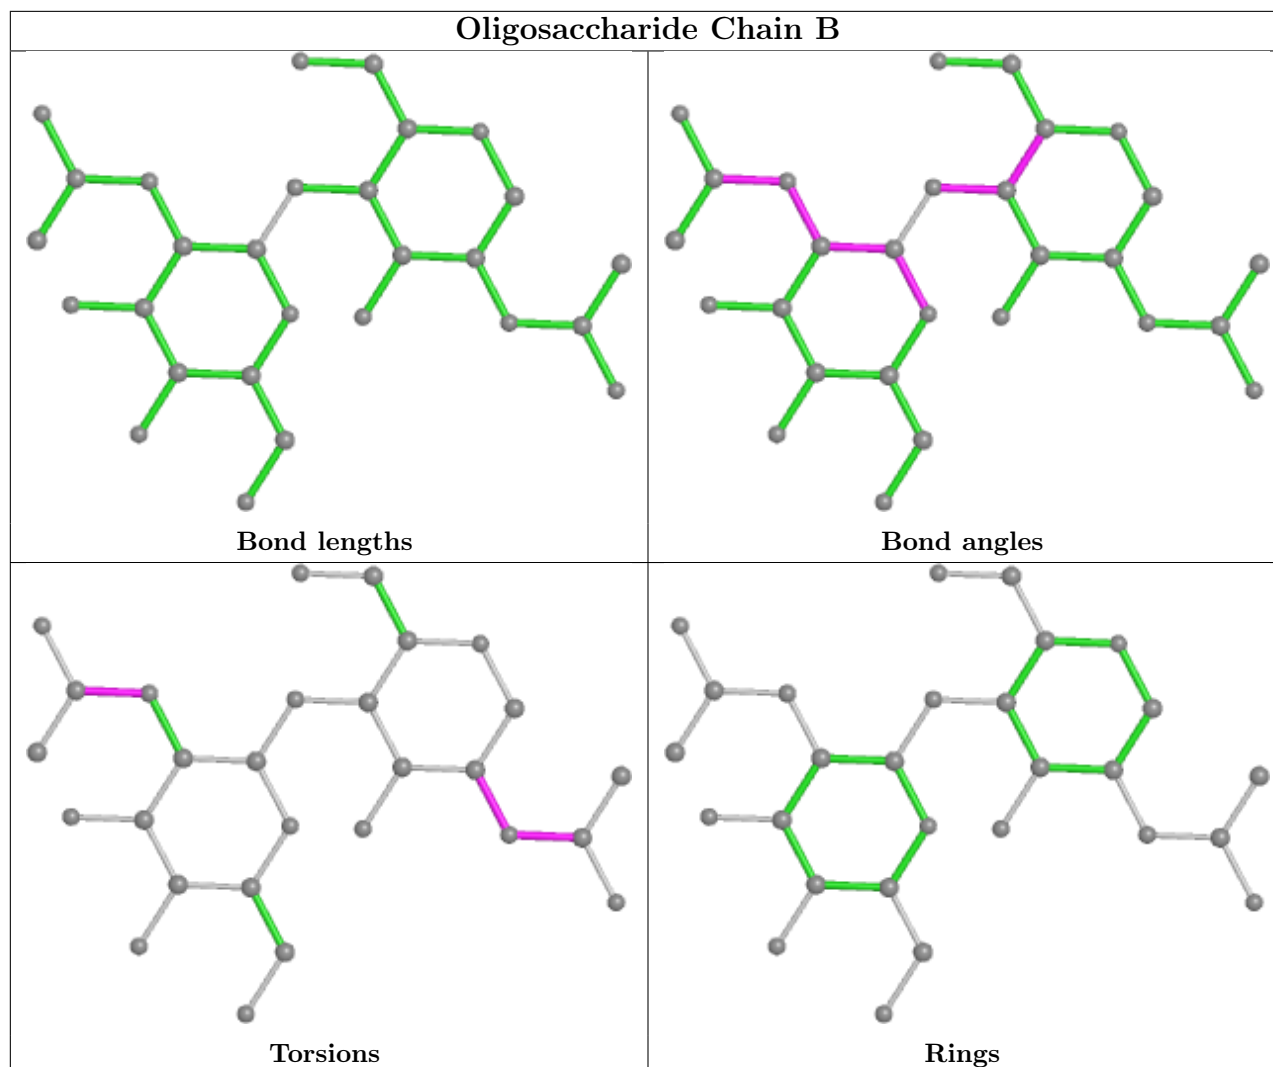 Oligosaccharide Chain B
Bond lengths
Bond angles
Torsions
Rings